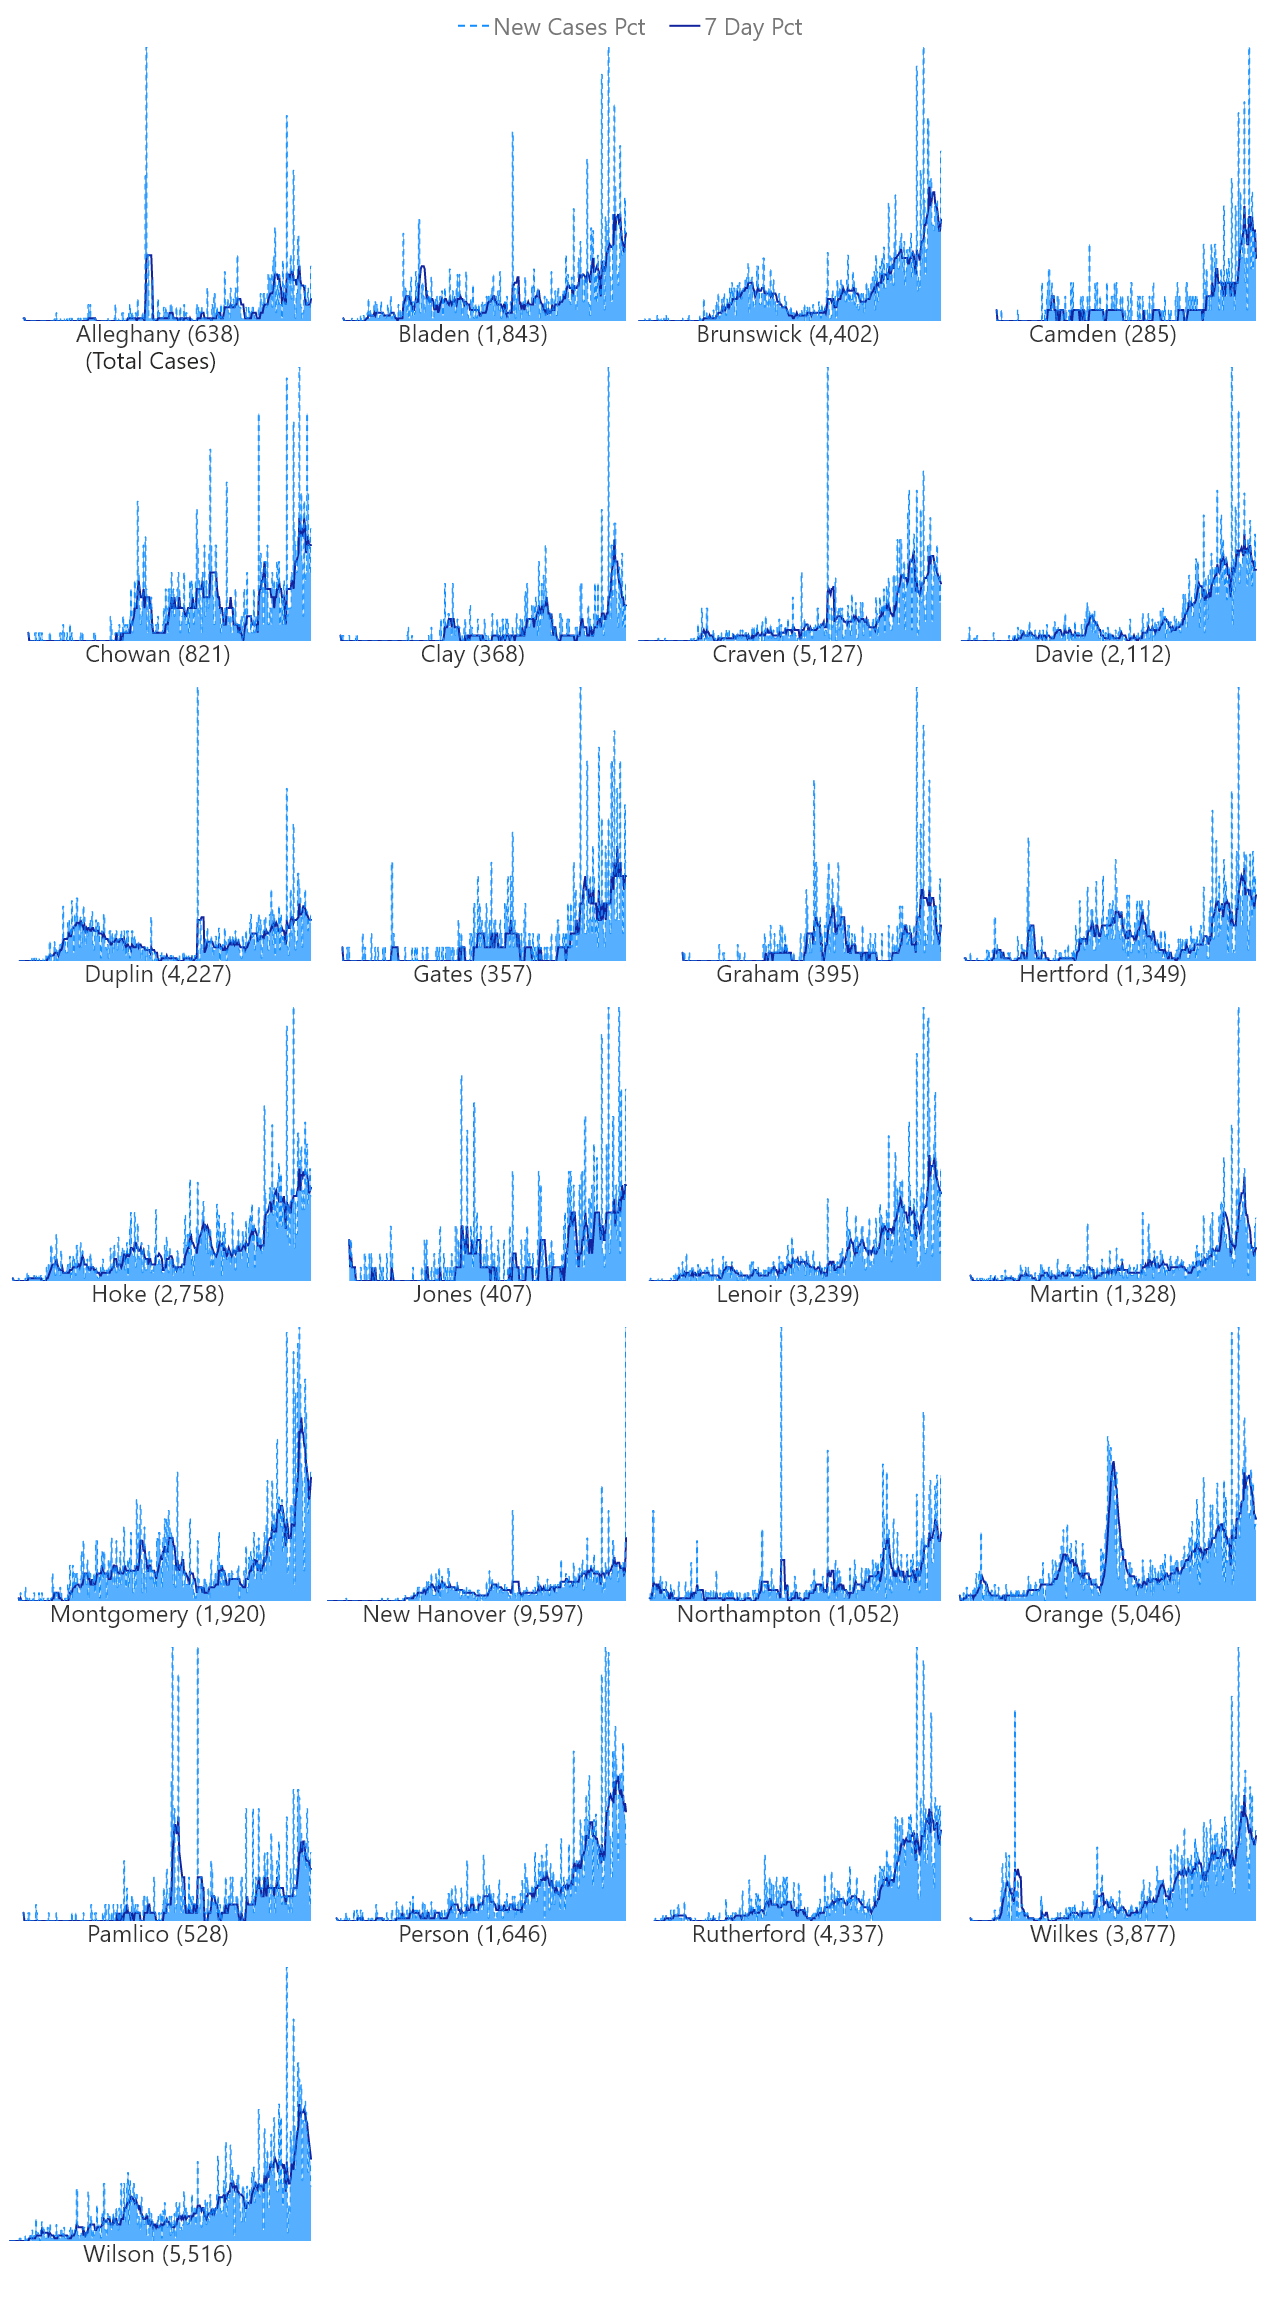 New Cases Pct 7 Day Pct
Alleghany (638) Bladen (1,843) Brunswick (4,402) Camden (285)
(Total Cases)
Chowan (821) Clay (368) Craven (5,127) Davie (2,112)
Duplin (4,227) Gates (357) Graham (395) Hertford (1,349)
Hoke (2,758) Jones (407) Lenoir (3,239) Martin (1,328)
Montgomery (1,920) New Hanover (9,597) Northampton (1,052) Orange (5,046)
Pamlico (528) Person (1,646) Rutherford (4,337) Wilkes (3,877)
Wilson (5,516)